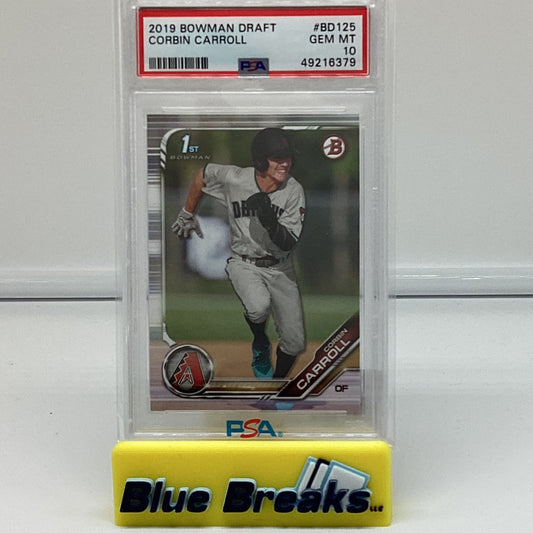 2019 BOWMAN DRAFT #BD125
CORBIN CARROLL GEM MT
10
PSA 49216379
1ST
BOWMAN
B
A
CORBIN
CARROLL
OF
PSA
Blue Breaks LLC